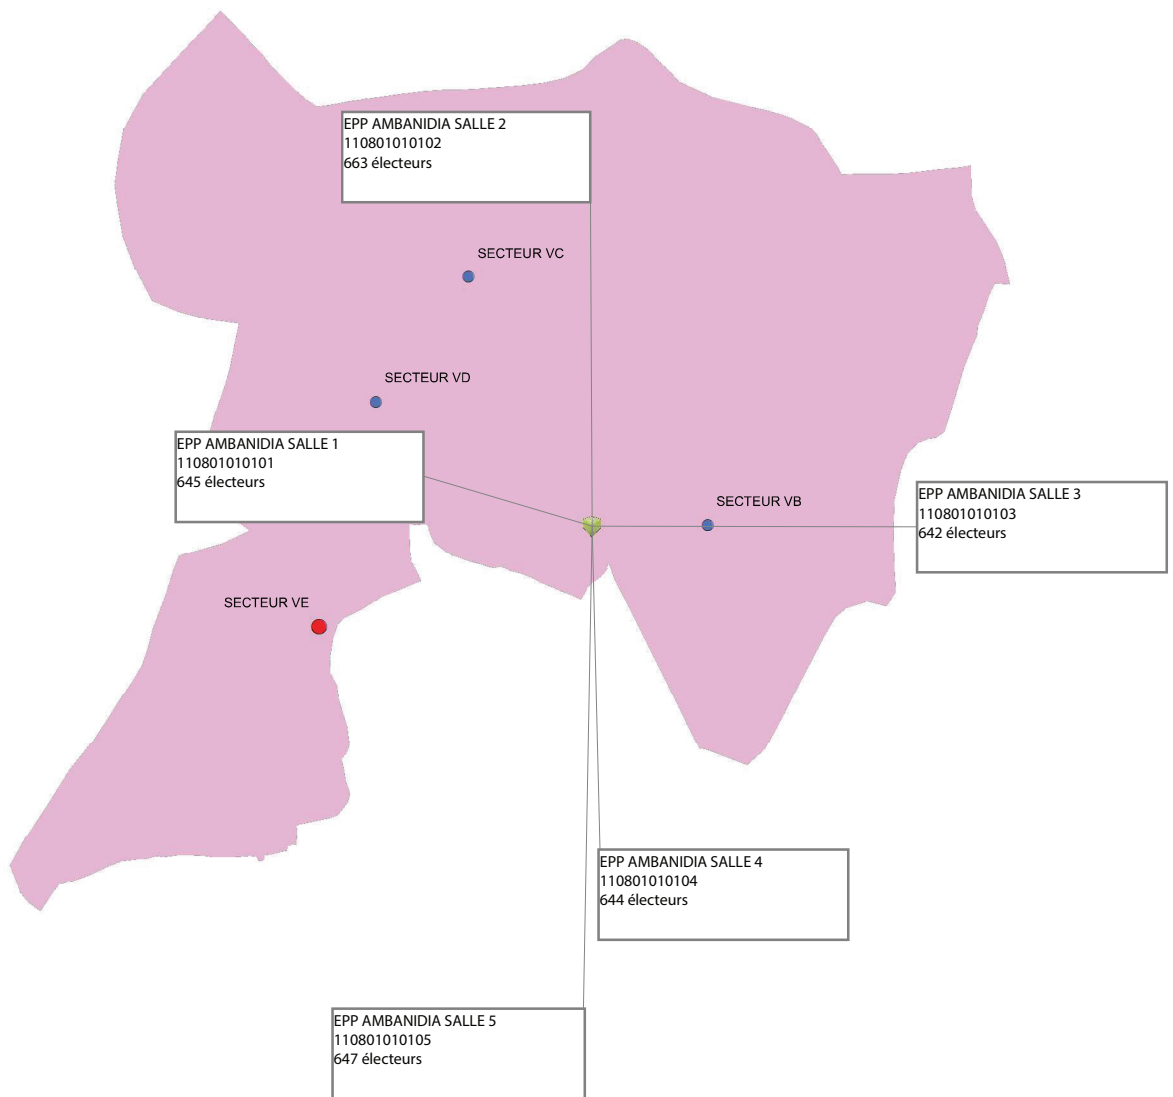 EPP AMBANIDIA SALLE 2
110801010102
663 électeurs
SECTEUR VC
SECTEUR VD
EPP AMBANIDIA SALLE 1
110801010101
645 électeurs
SECTEUR VB
EPP AMBANIDIA SALLE 3
110801010103
642 électeurs
SECTEUR VE
EPP AMBANIDIA SALLE 4
110801010104
644 électeurs
EPP AMBANIDIA SALLE 5
110801010105
647 électeurs